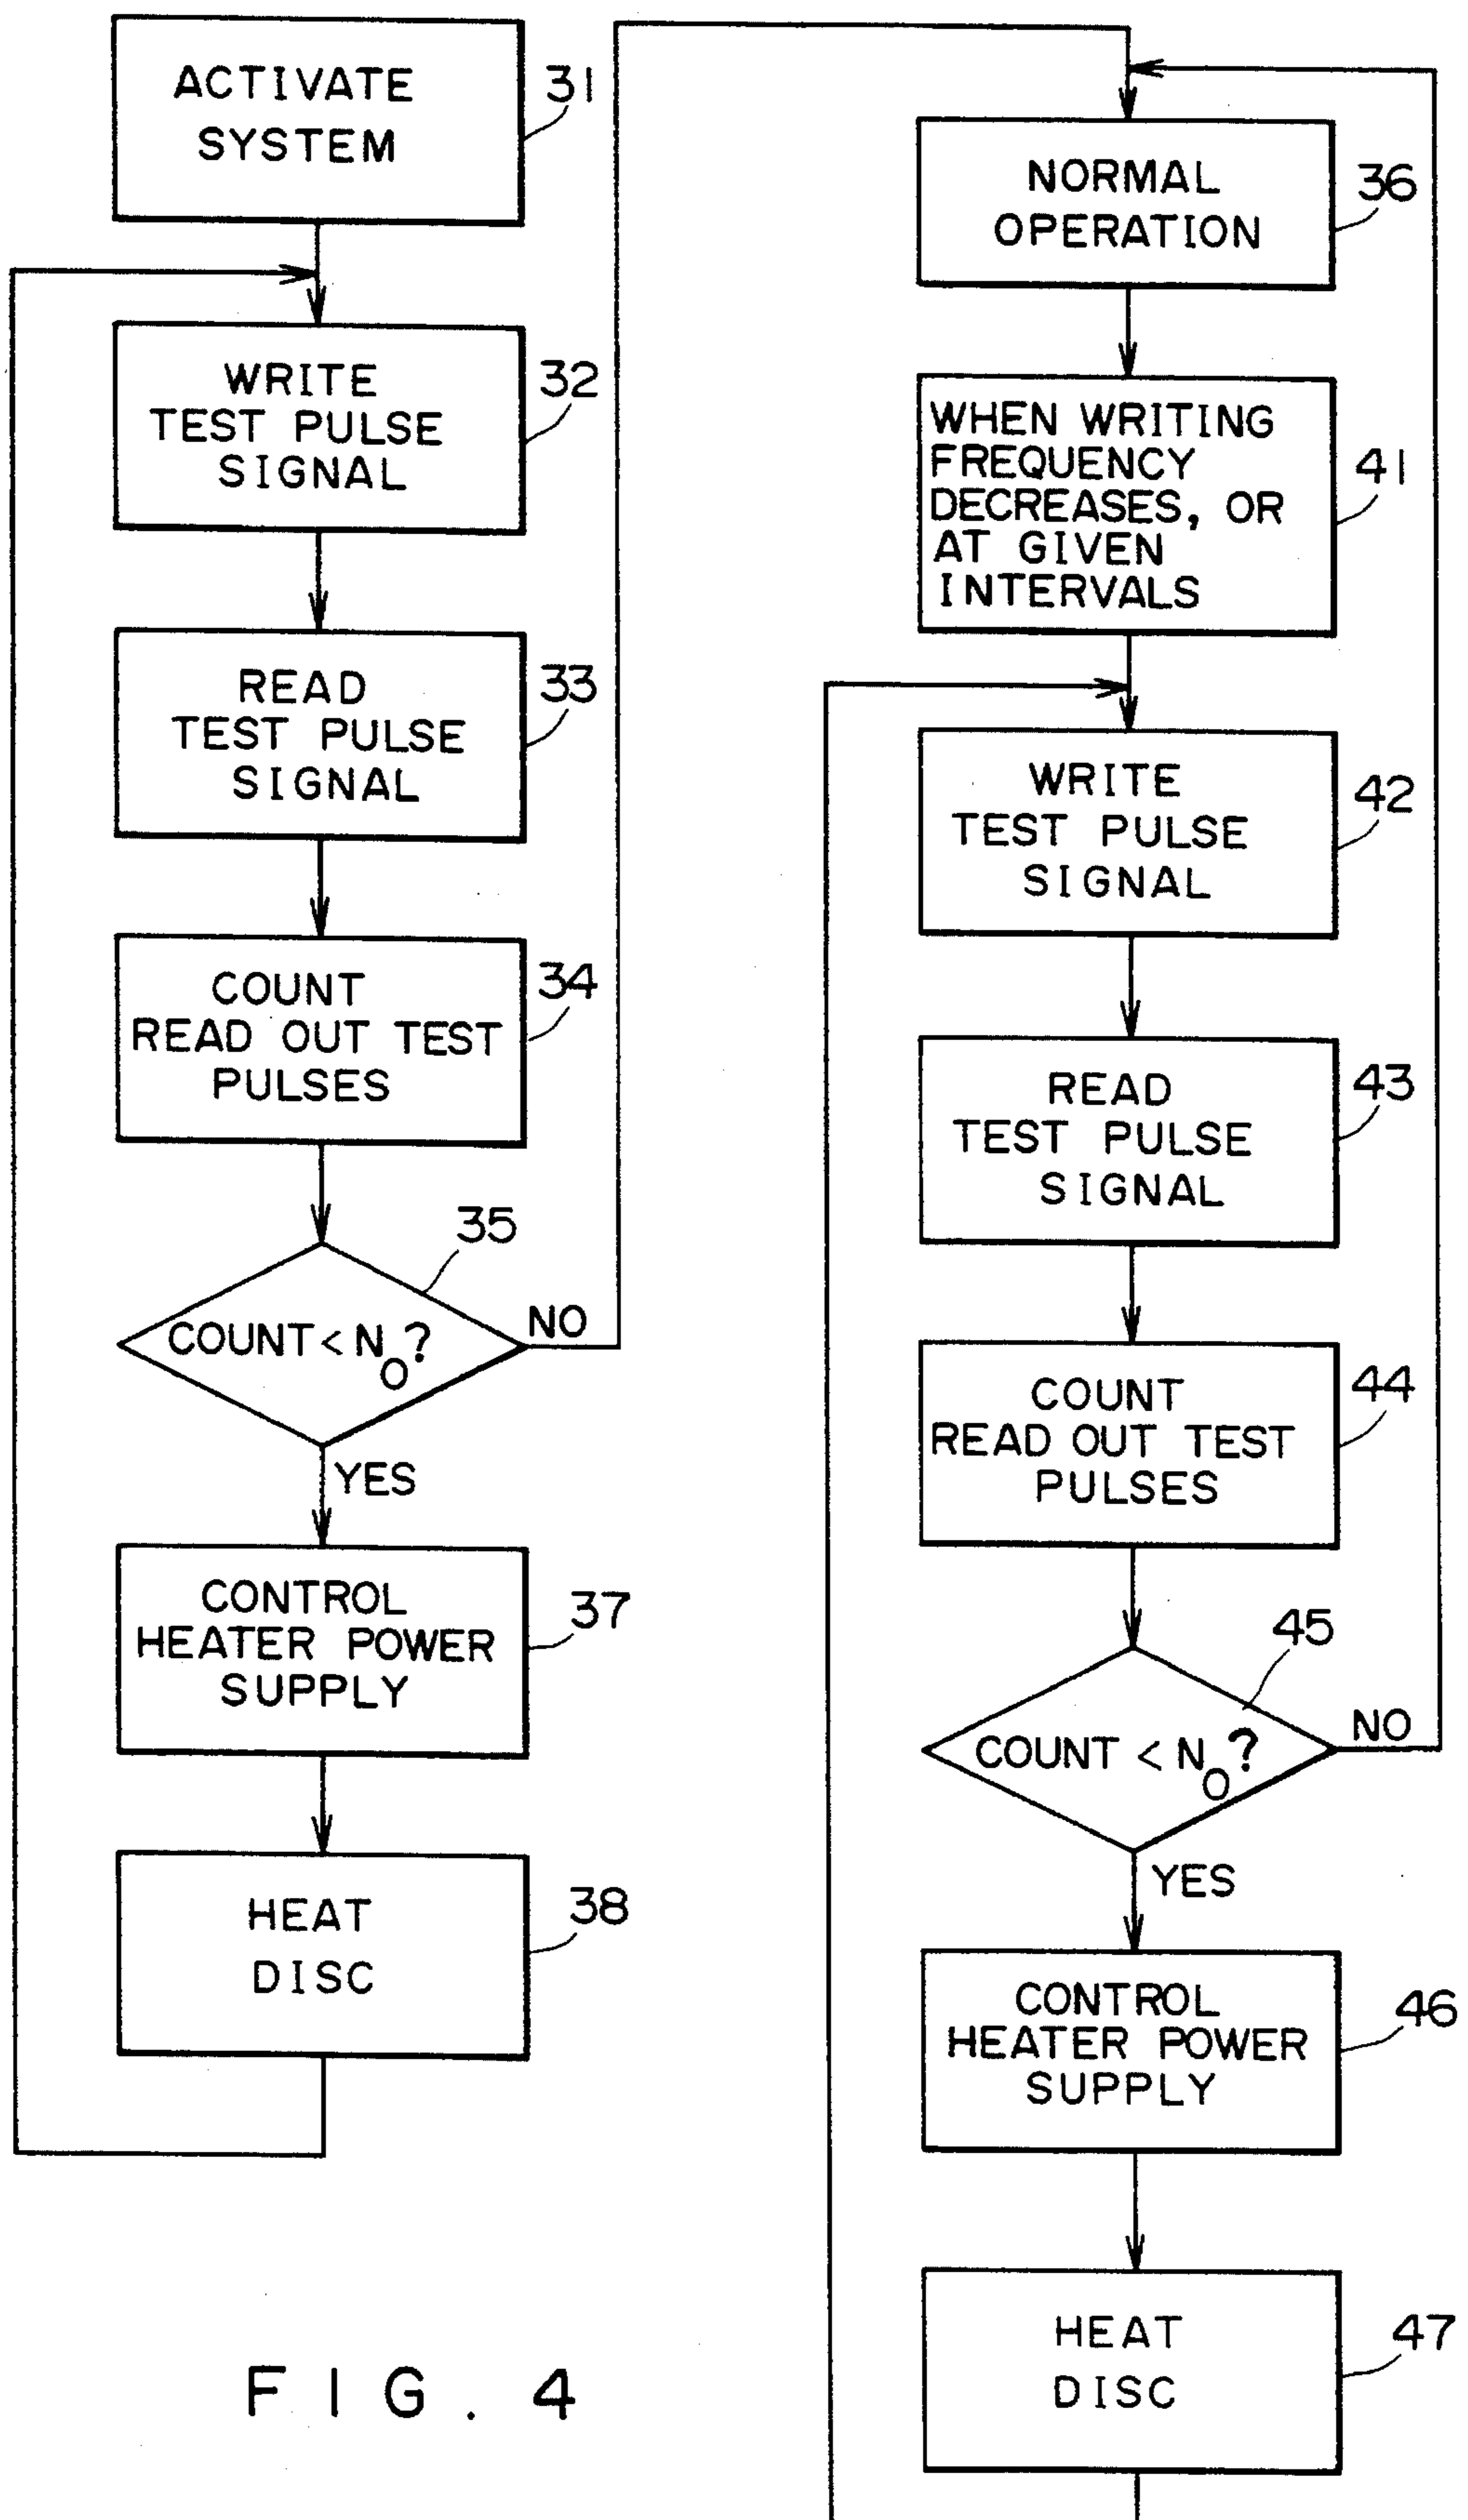 ACTIVATE
SYSTEM
31
WRITE
TEST PULSE
SIGNAL
32
READ
TEST PULSE
SIGNAL
33
COUNT
READ OUT TEST
PULSES
34
35
COUNT < N0?
NO
YES
CONTROL
HEATER POWER
SUPPLY
37
HEAT
DISC
38
NORMAL
OPERATION
36
WHEN WRITING
FREQUENCY
DECREASES, OR
AT GIVEN
INTERVALS
41
WRITE
TEST PULSE
SIGNAL
42
READ
TEST PULSE
SIGNAL
43
COUNT
READ OUT TEST
PULSES
44
45
COUNT < N0?
NO
YES
CONTROL
HEATER POWER
SUPPLY
46
HEAT
DISC
47
FIG. 4